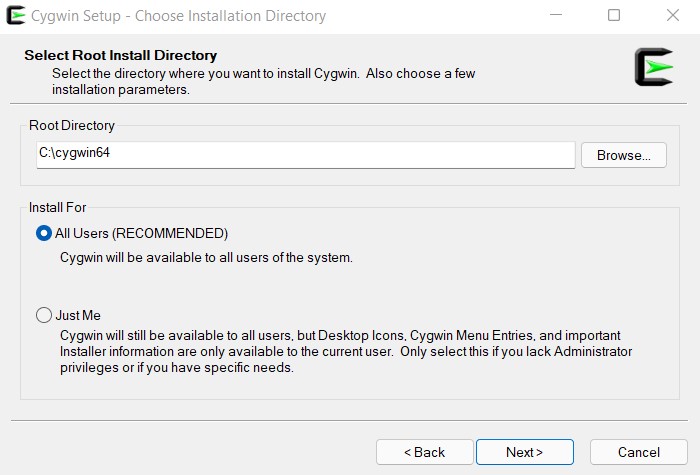 Cygwin Setup - Choose Installation Directory
Select Root Install Directory
Select the directory where you want to install Cygwin. Also choose a few
installation parameters.
Root Directory
C:\cygwin64
Browse...
Install For
All Users (RECOMMENDED)
Cygwin will be available to all users of the system.
Just Me
Cygwin will still be available to all users, but Desktop Icons, Cygwin Menu Entries, and important
Installer information are only available to the current user. Only select this if you lack Administrator
privileges or if you have specific needs.
< Back
Next >
Cancel